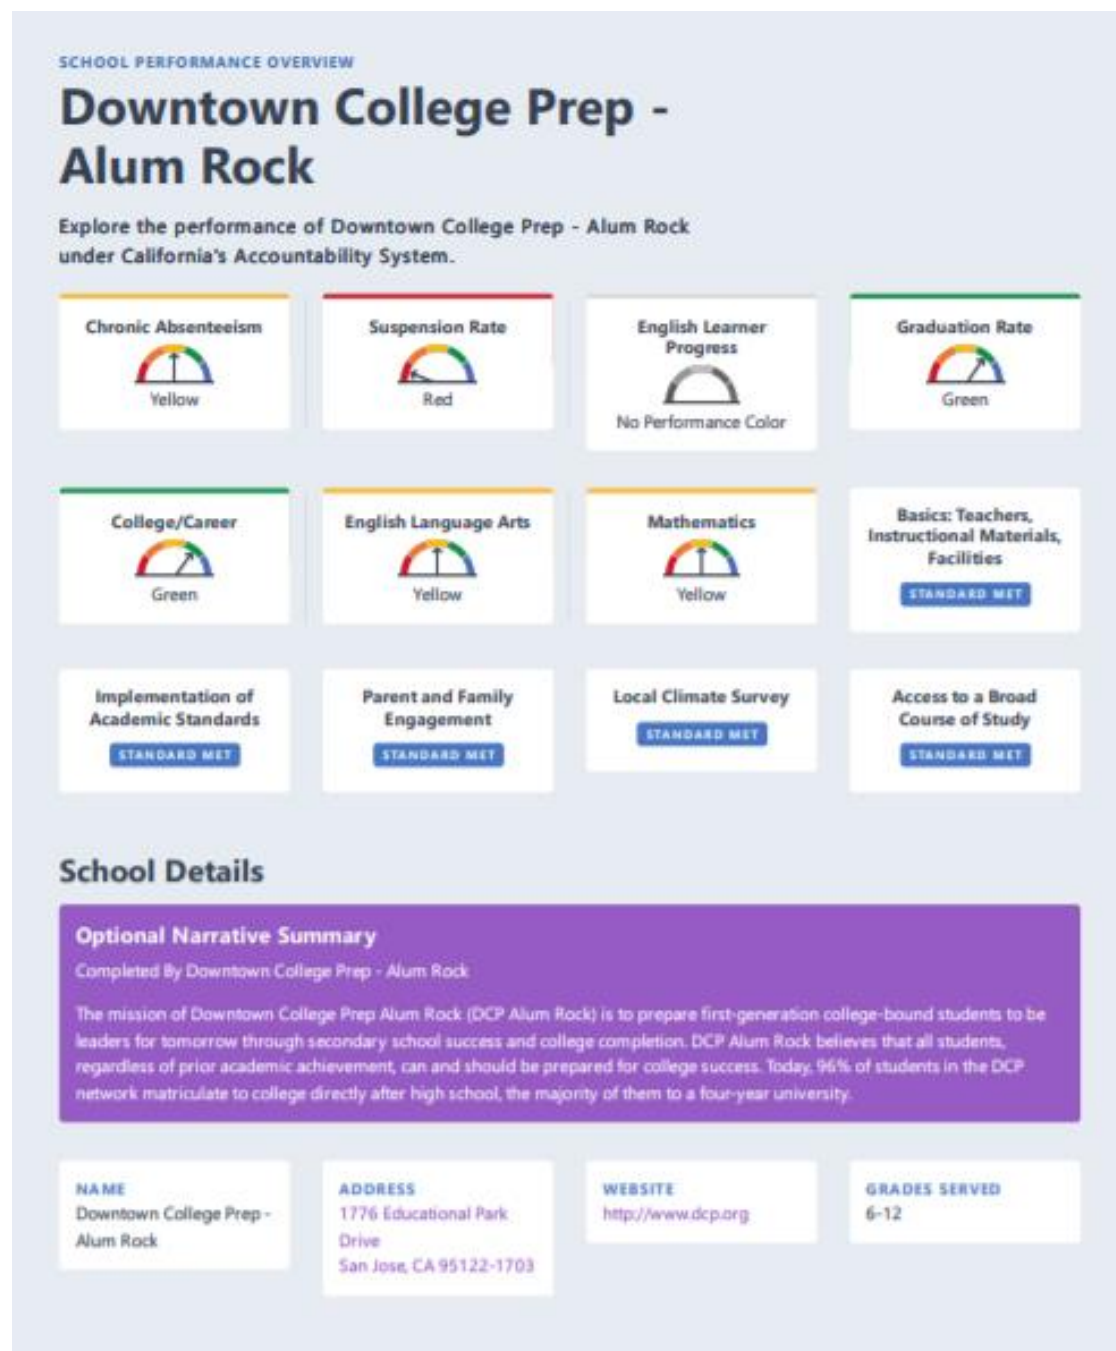 SCHOOL PERFORMANCE OVERVIEW
Downtown College Prep -
Alum Rock
Explore the performance of Downtown College Prep - Alum Rock
under California's Accountability System.
Chronic Absenteeism
Yellow
Suspension Rate
Red
English Learner
Progress
No Performance Color
Graduation Rate
Green
College/Career
Green
English Language Arts
Yellow
Mathematics
Yellow
Basics: Teachers,
Instructional Materials,
Facilities
STANDARD MET
Implementation of
Academic Standards
STANDARD MET
Parent and Family
Engagement
STANDARD MET
Local Climate Survey
STANDARD MET
Access to a Broad
Course of Study
STANDARD MET
School Details
Optional Narrative Summary
Completed By Downtown College Prep - Alum Rock
The mission of Downtown College Prep Alum Rock (DCP Alum Rock) is to prepare first-generation college-bound students to be
leaders for tomorrow through secondary school success and college completion. DCP Alum Rock believes that all students,
regardless of prior academic achievement, can and should be prepared for college success. Today, 96% of students in the DCP
network matriculate to college directly after high school, the majority of them to a four-year university.
NAME
Downtown College Prep -
Alum Rock
ADDRESS
1776 Educational Park
Drive
San Jose, CA 95122-1703
WEBSITE
http://www.dcp.org
GRADES SERVED
6-12